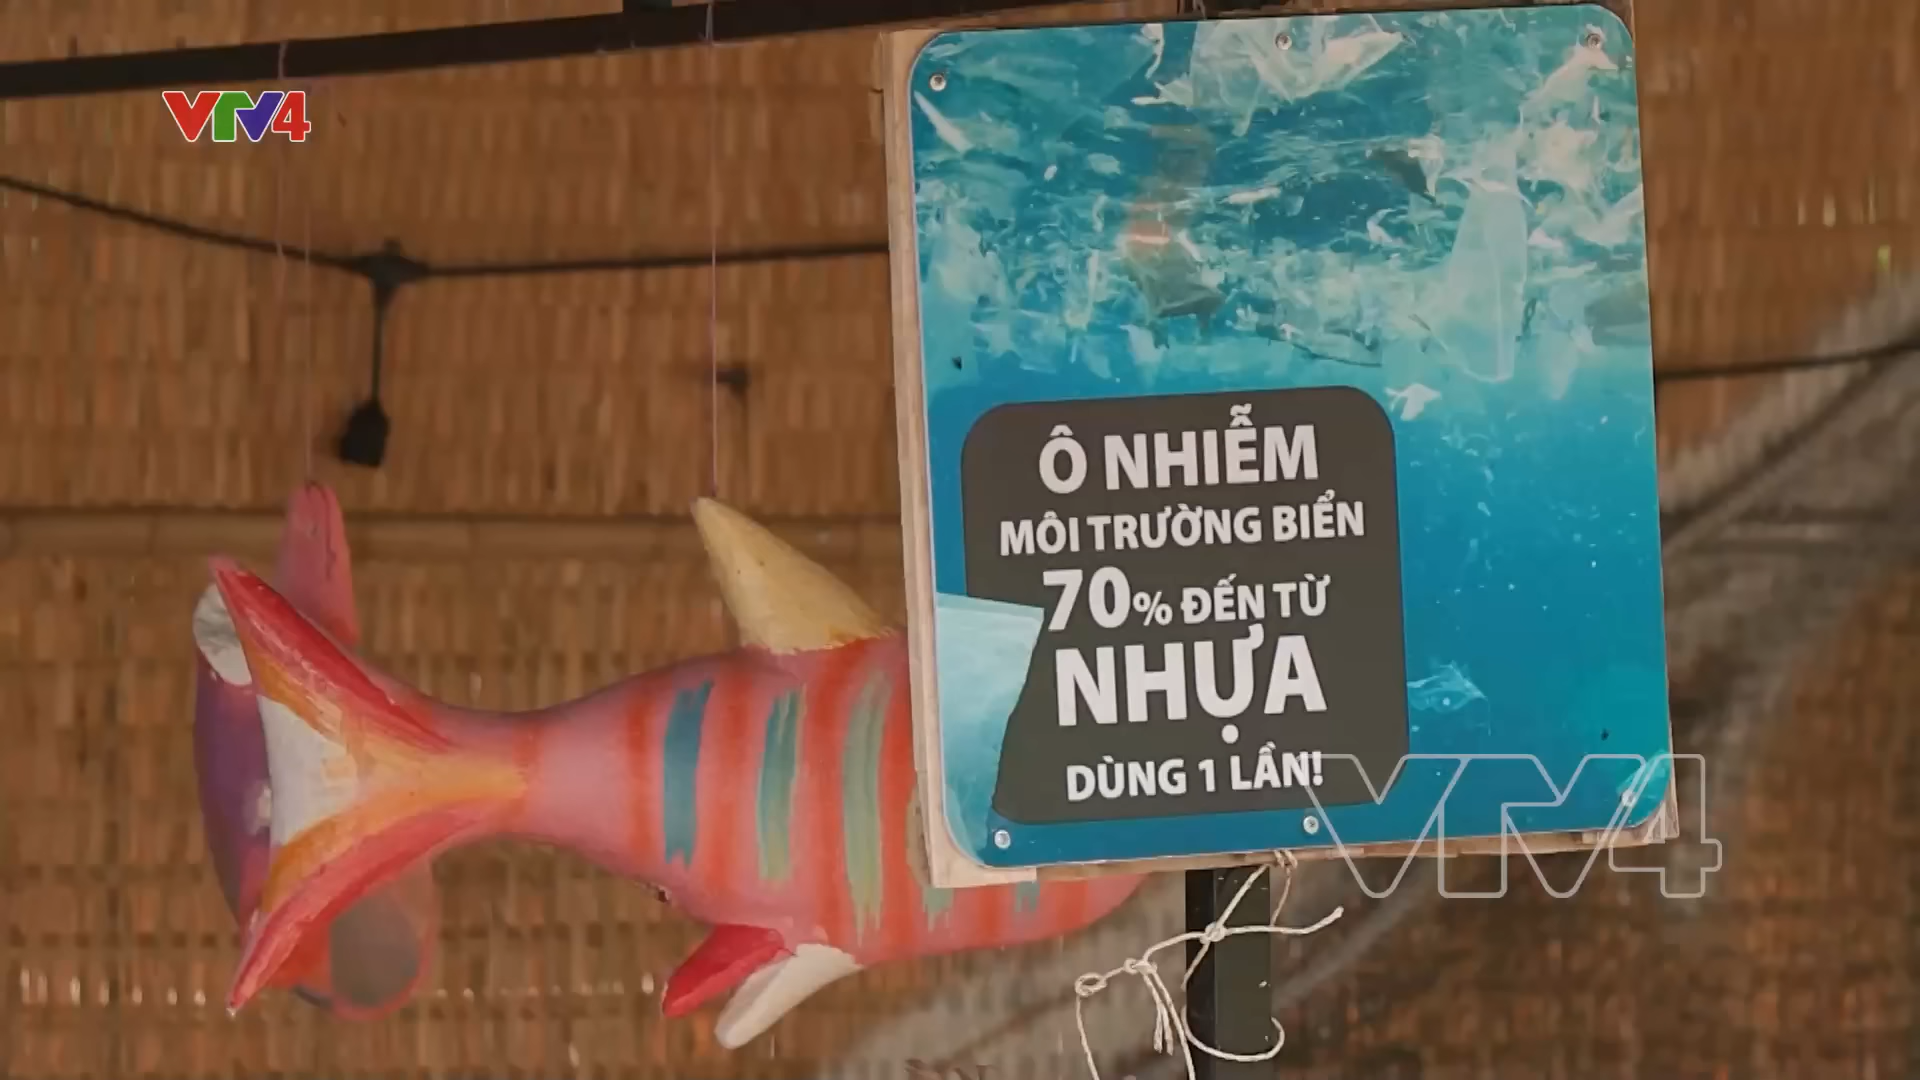 VTV4
Ô NHIỄM
MÔI TRƯỜNG BIỂN
70% ĐẾN TỪ
NHỰA
DÙNG 1 LẦN!
VTV4